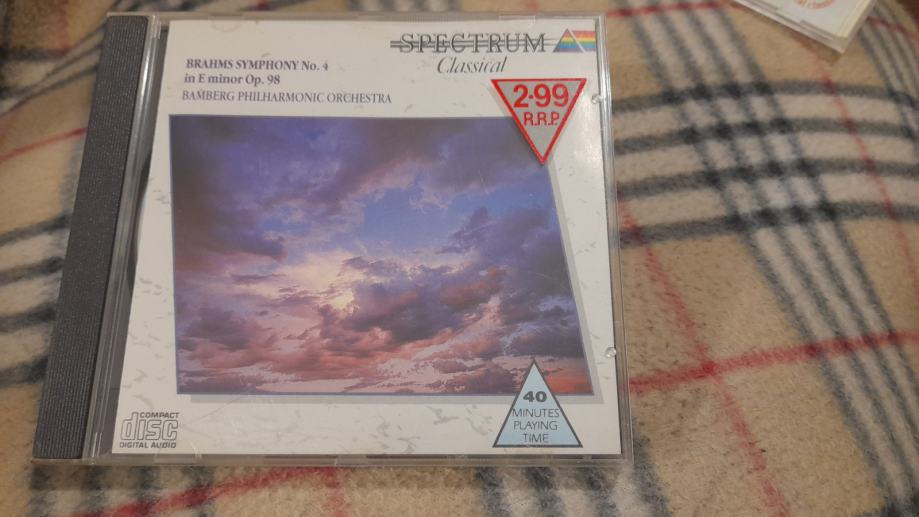 SPECTRUM
Classical
BRAHMS SYMPHONY No. 4
in E minor Op. 98
BAMBERG PHILHARMONIC ORCHESTRA
2·99
R.R.P.
40
MINUTES
PLAYING
TIME
COMPACT
disc
DIGITAL AUDIO